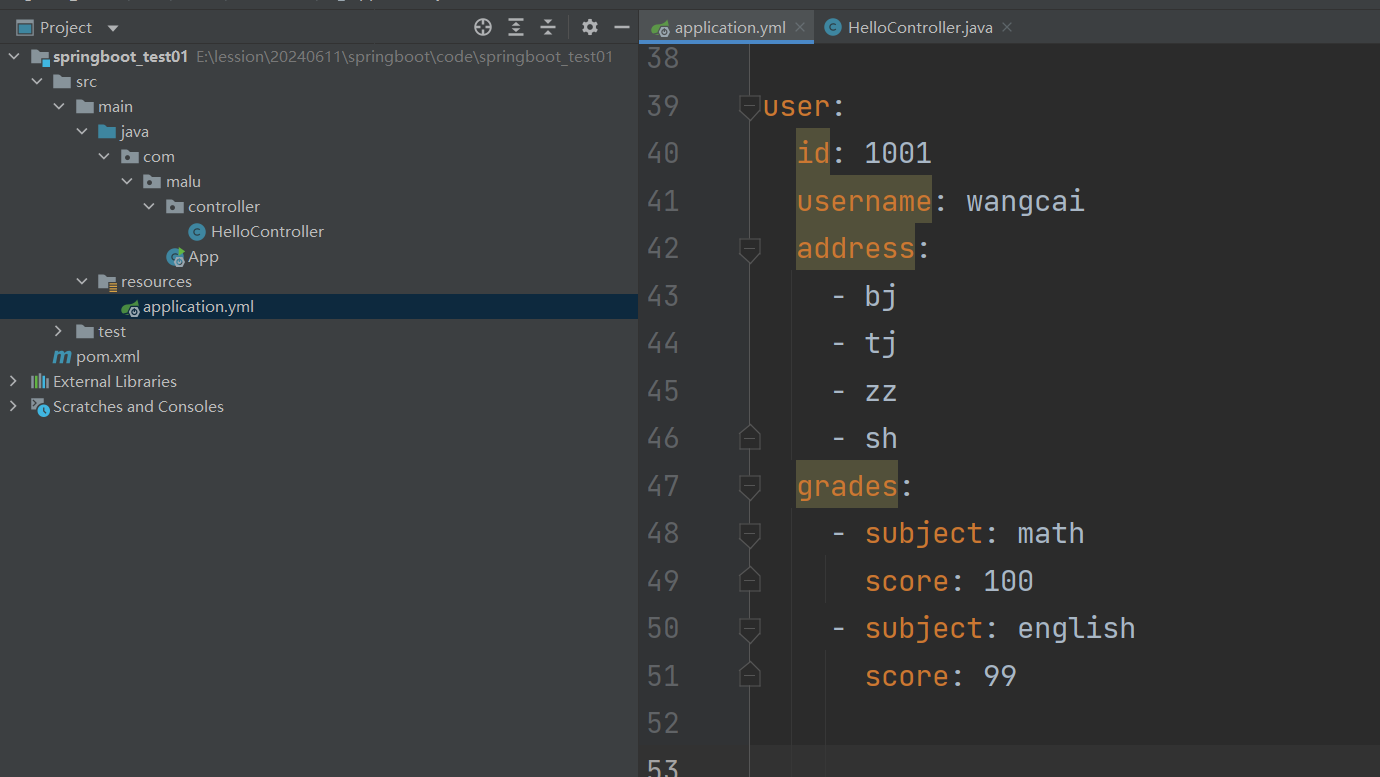 Project
springboot_test01 E:\lession\20240611\springboot\code\springboot_test01
src
main
java
com
malu
controller
HelloController
App
resources
application.yml
test
pom.xml
External Libraries
Scratches and Consoles
application.yml
HelloController.java
38
39 user:
40 id: 1001
41 username: wangcai
42 address:
43 - bj
44 - tj
45 - zz
46 - sh
47 grades:
48 - subject: math
49 score: 100
50 - subject: english
51 score: 99
52
53